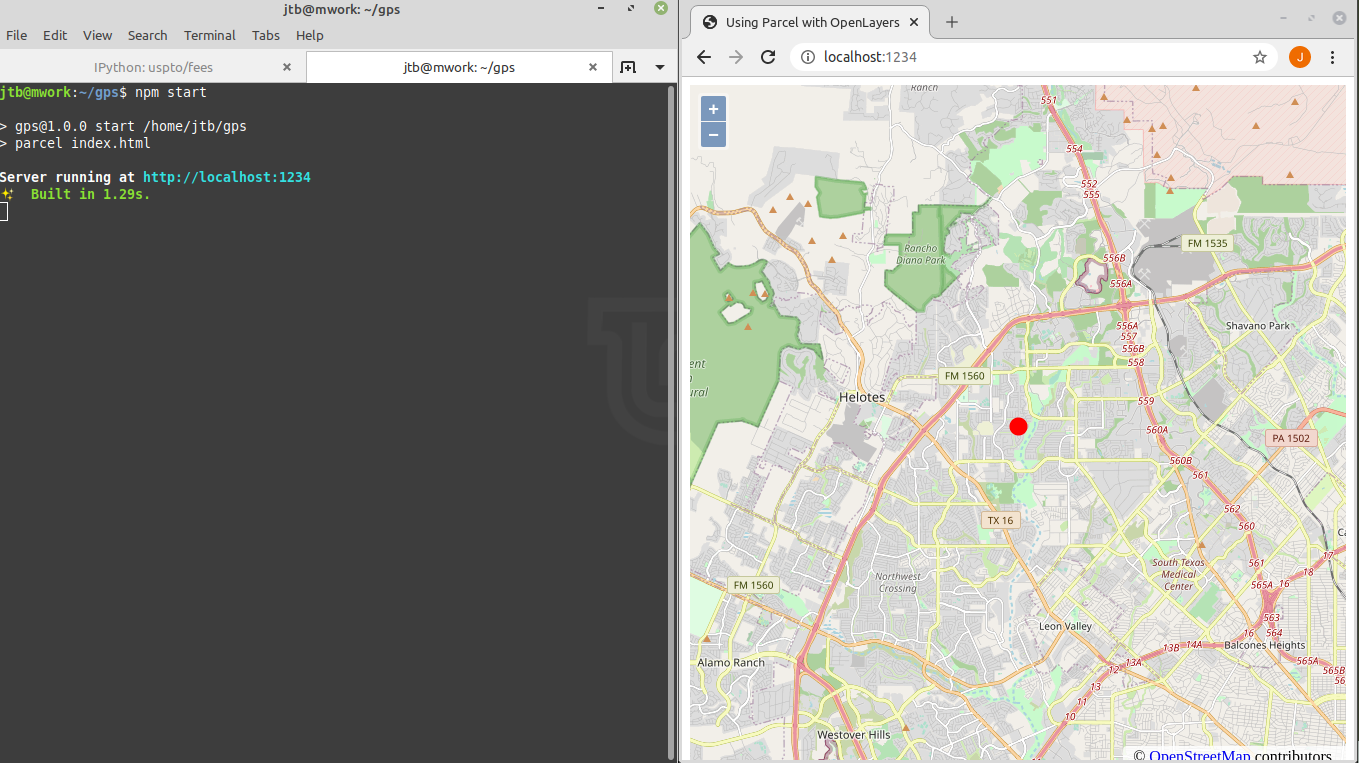 jtb@mwork: ~/gps
File Edit View Search Terminal Tabs Help
IPython: uspto/fees
jtb@mwork: ~/gps
jtb@mwork:~/gps$ npm start
> gps@1.0.0 start /home/jtb/gps
> parcel index.html
Server running at http://localhost:1234
✨ Built in 1.29s.
Using Parcel with OpenLayers
localhost:1234
J
+
−
Ranch
551
554
552
555
FM 1535
Rancho
Diana Park
556B
556A
556A
557
556B
558
Shavano Park
FM 1560
Helotes
559
560A
PA 1502
560B
561
562
560
TX 16
561
17
18
South Texas
Medical
Center
565A
16
Northwest
Crossing
FM 1560
563
564
16
Leon Valley
Balcones Heights
14A
13B
13A
12
13
11
10
565A
565B
56
Alamo Ranch
Westover Hills
© OpenStreetMap contributors.